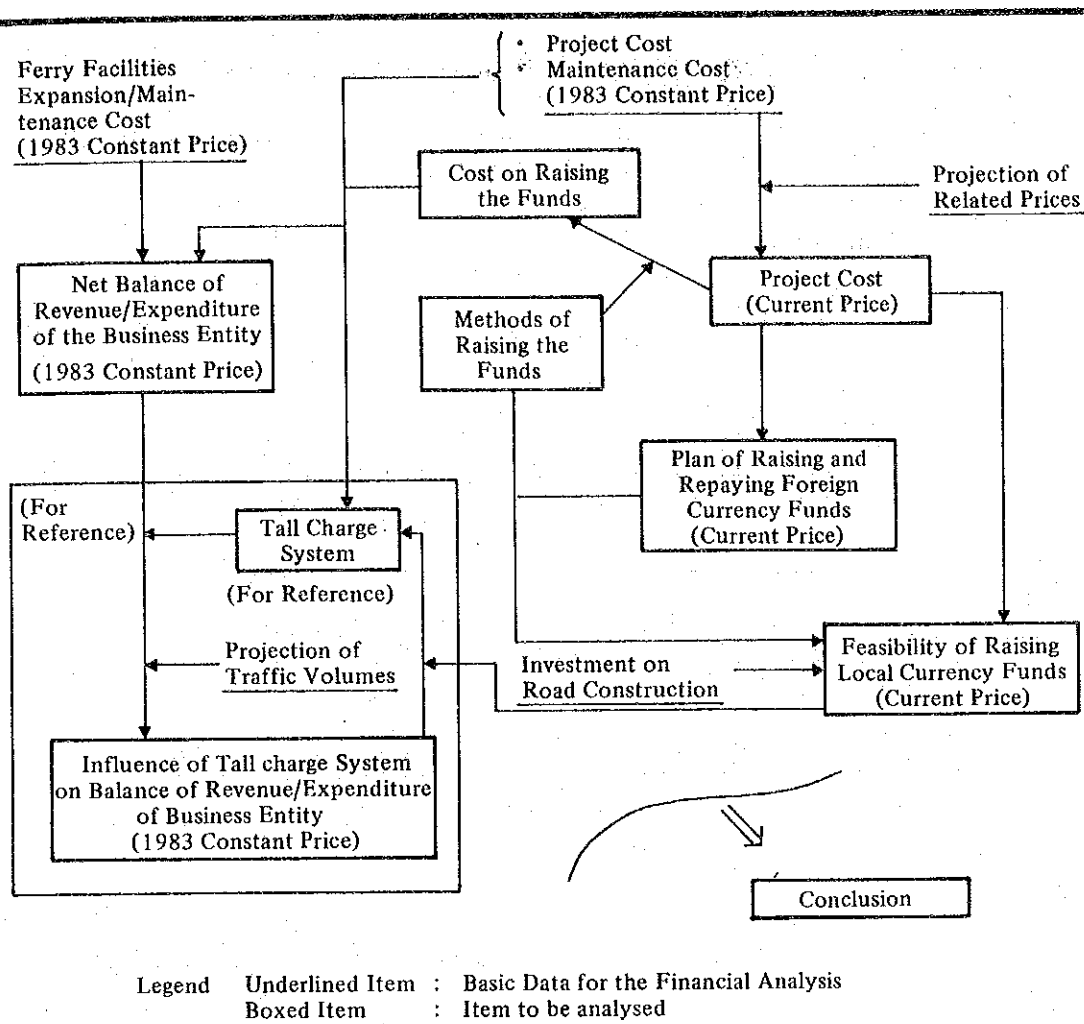 Ferry Facilities
Expansion/Main-
tenance Cost
(1983 Constant Price)
• Project Cost
• Maintenance Cost
(1983 Constant Price)
Cost on Raising
the Funds
Projection of
Related Prices
Net Balance of
Revenue/Expenditure
of the Business Entity
(1983 Constant Price)
Methods of
Raising the
Funds
Project Cost
(Current Price)
Plan of Raising and
Repaying Foreign
Currency Funds
(Current Price)
(For
Reference)
Tall Charge
System
(For Reference)
Projection of
Traffic Volumes
Investment on
Road Construction
Feasibility of Raising
Local Currency Funds
(Current Price)
Influence of Tall charge System
on Balance of Revenue/Expenditure
of Business Entity
(1983 Constant Price)
Conclusion
Legend Underlined Item : Basic Data for the Financial Analysis
Boxed Item : Item to be analysed